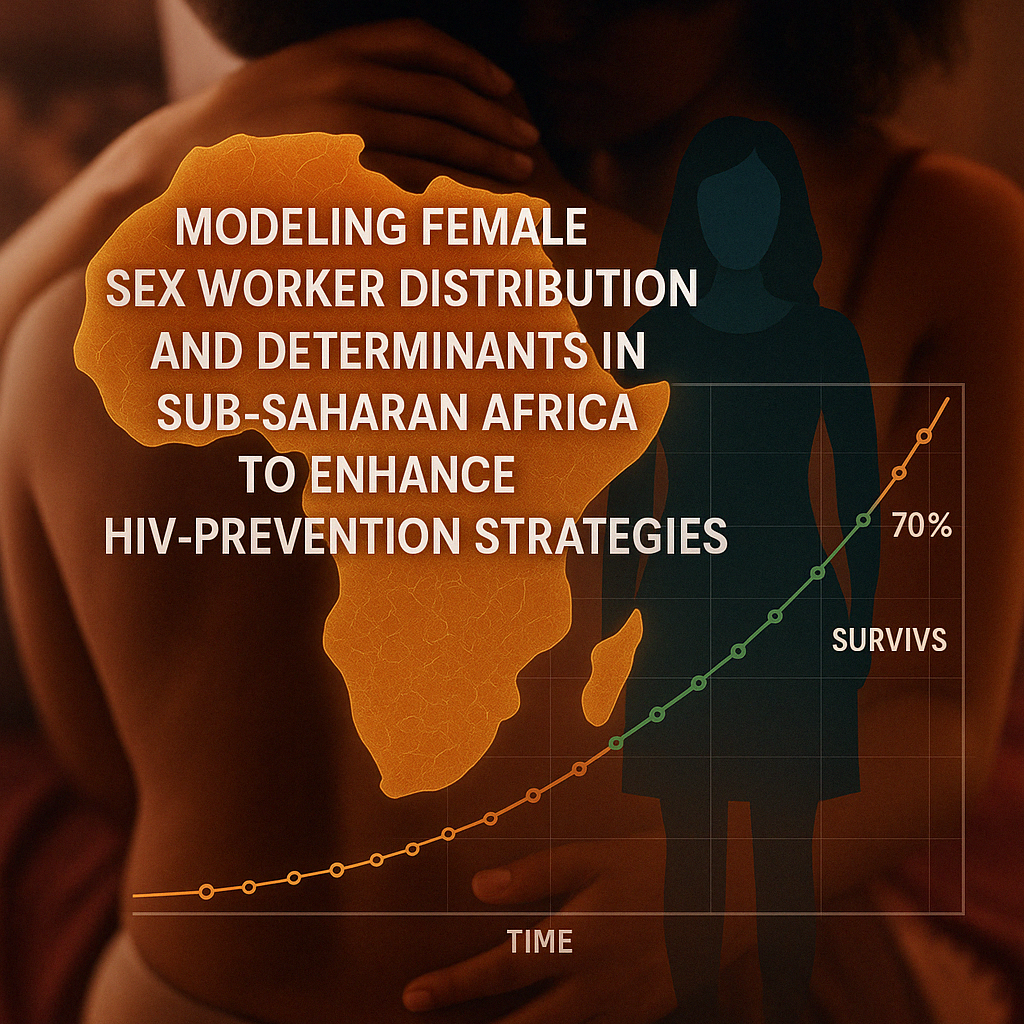 MODELING FEMALE
SEX WORKER DISTRIBUTION
AND DETERMINANTS IN
SUB-SAHARAN AFRICA
TO ENHANCE
HIV-PREVENTION STRATEGIES
70%
SURVIVS
TIME